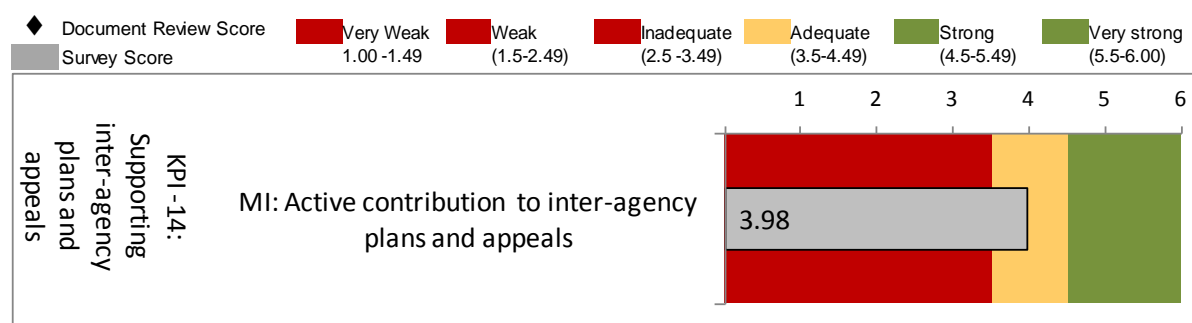 Document Review Score
Survey Score
Very Weak
1.00 -1.49
Weak
(1.5-2.49)
Inadequate
(2.5 -3.49)
Adequate
(3.5-4.49)
Strong
(4.5-5.49)
Very strong
(5.5-6.00)
1 2 3 4 5 6
KPI -14:
Supporting
inter-agency
plans and
appeals
MI: Active contribution to inter-agency
plans and appeals
3.98